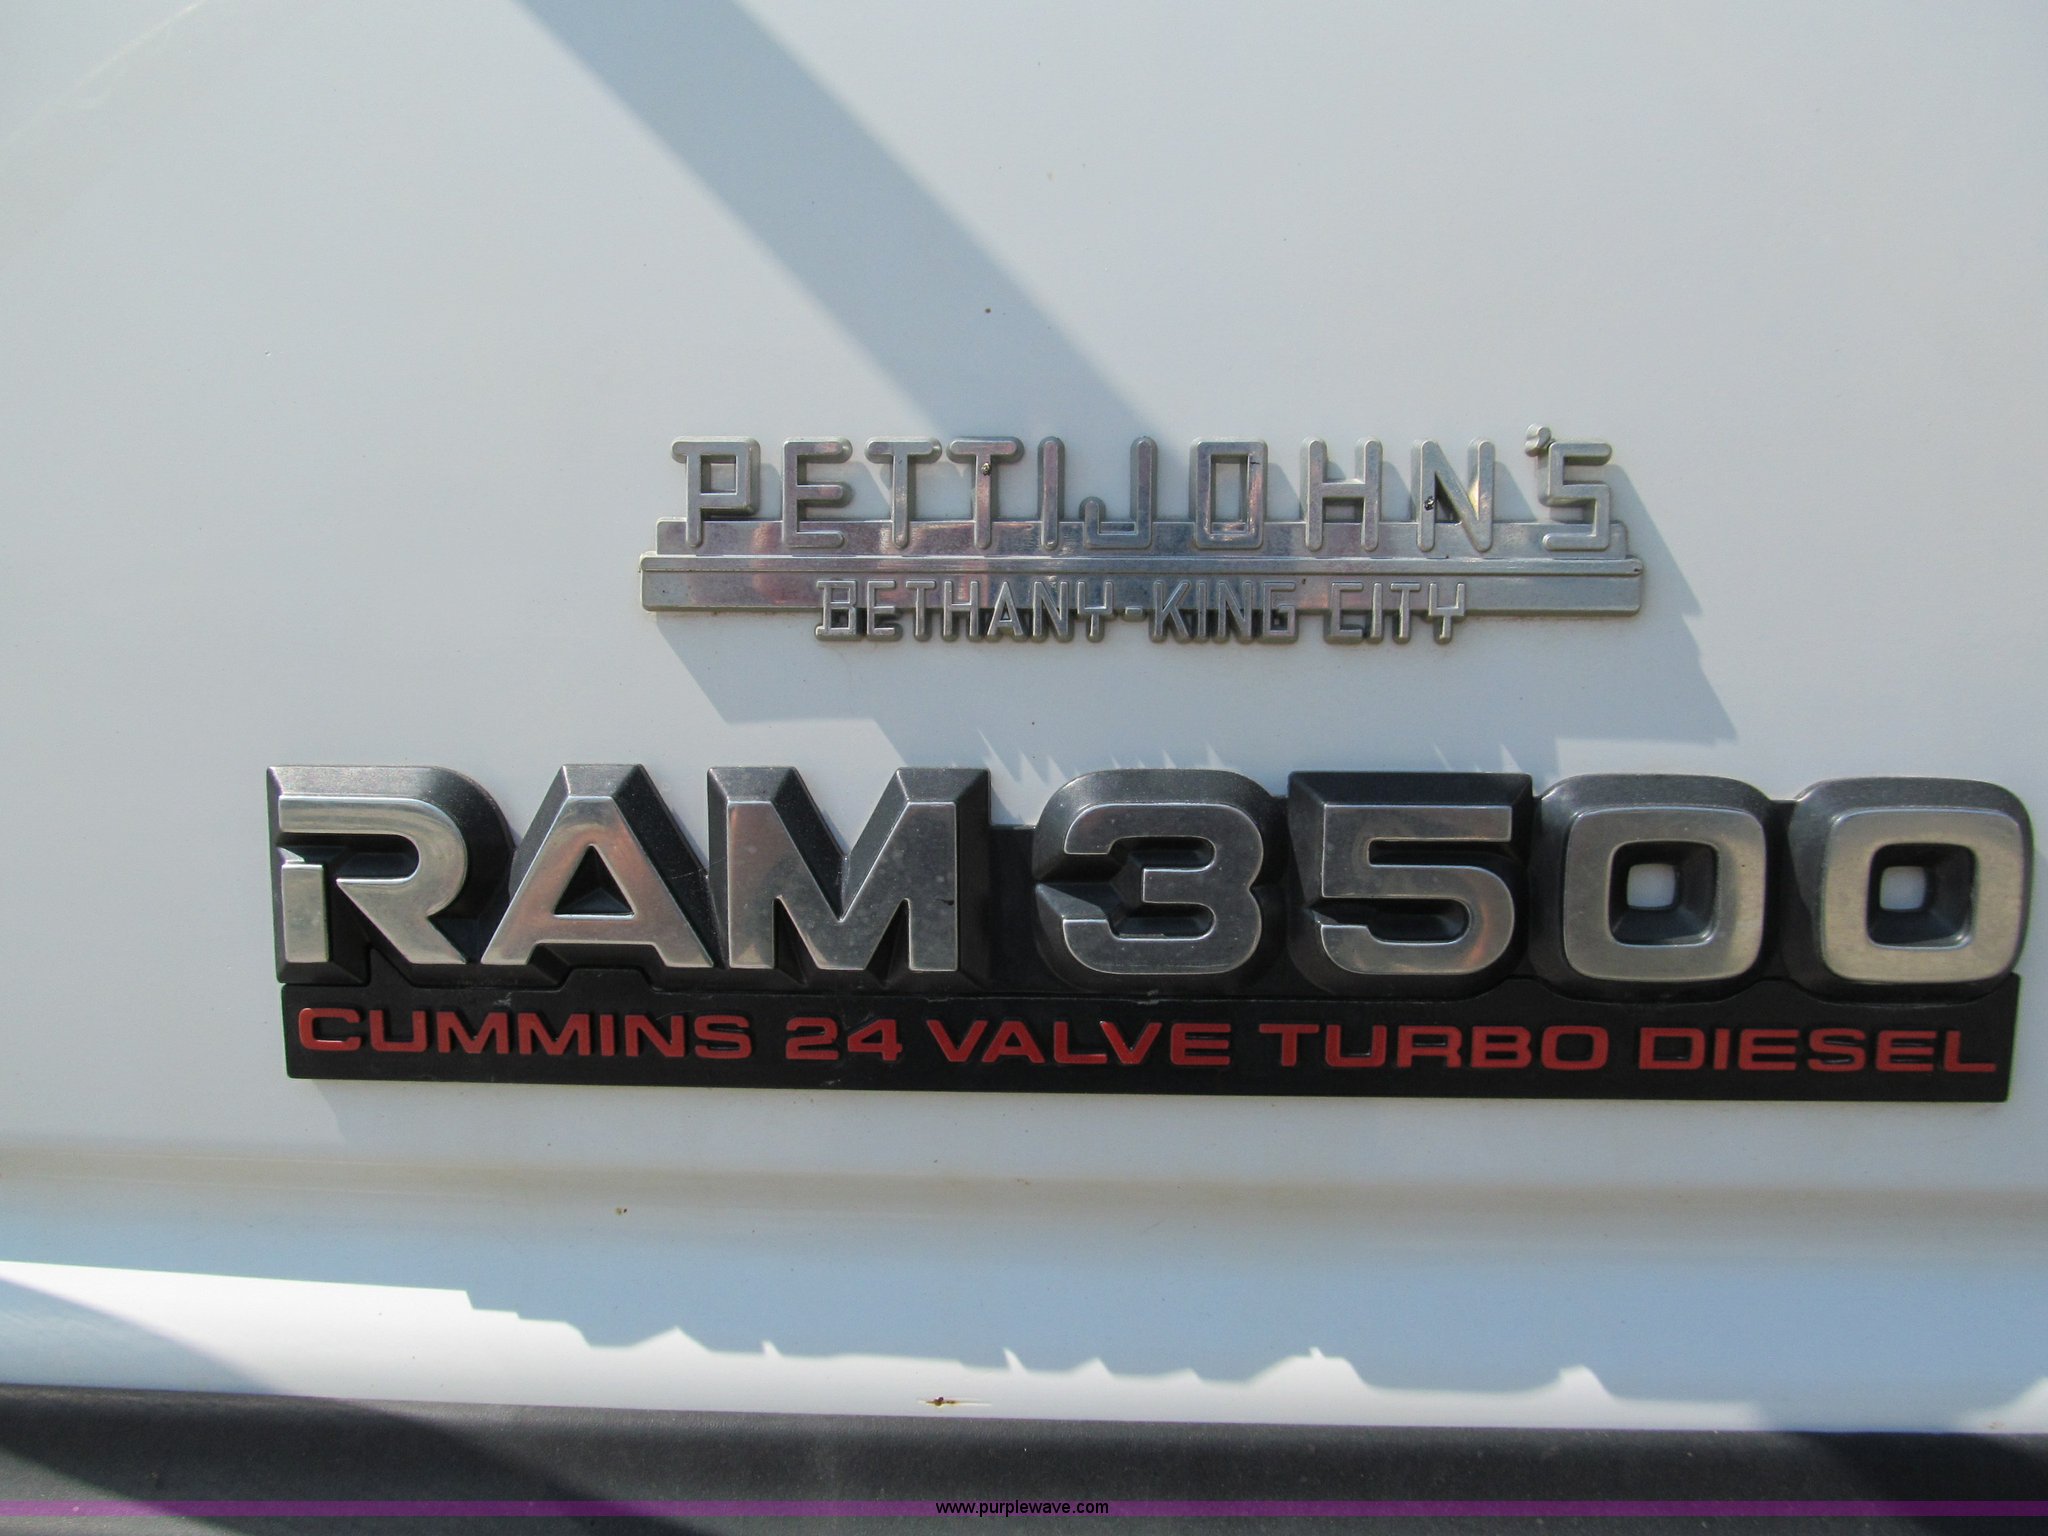 PETTIJOHN'S
BETHANY-KING CITY
RAM 3500
CUMMINS 24 VALVE TURBO DIESEL
www.purplewave.com